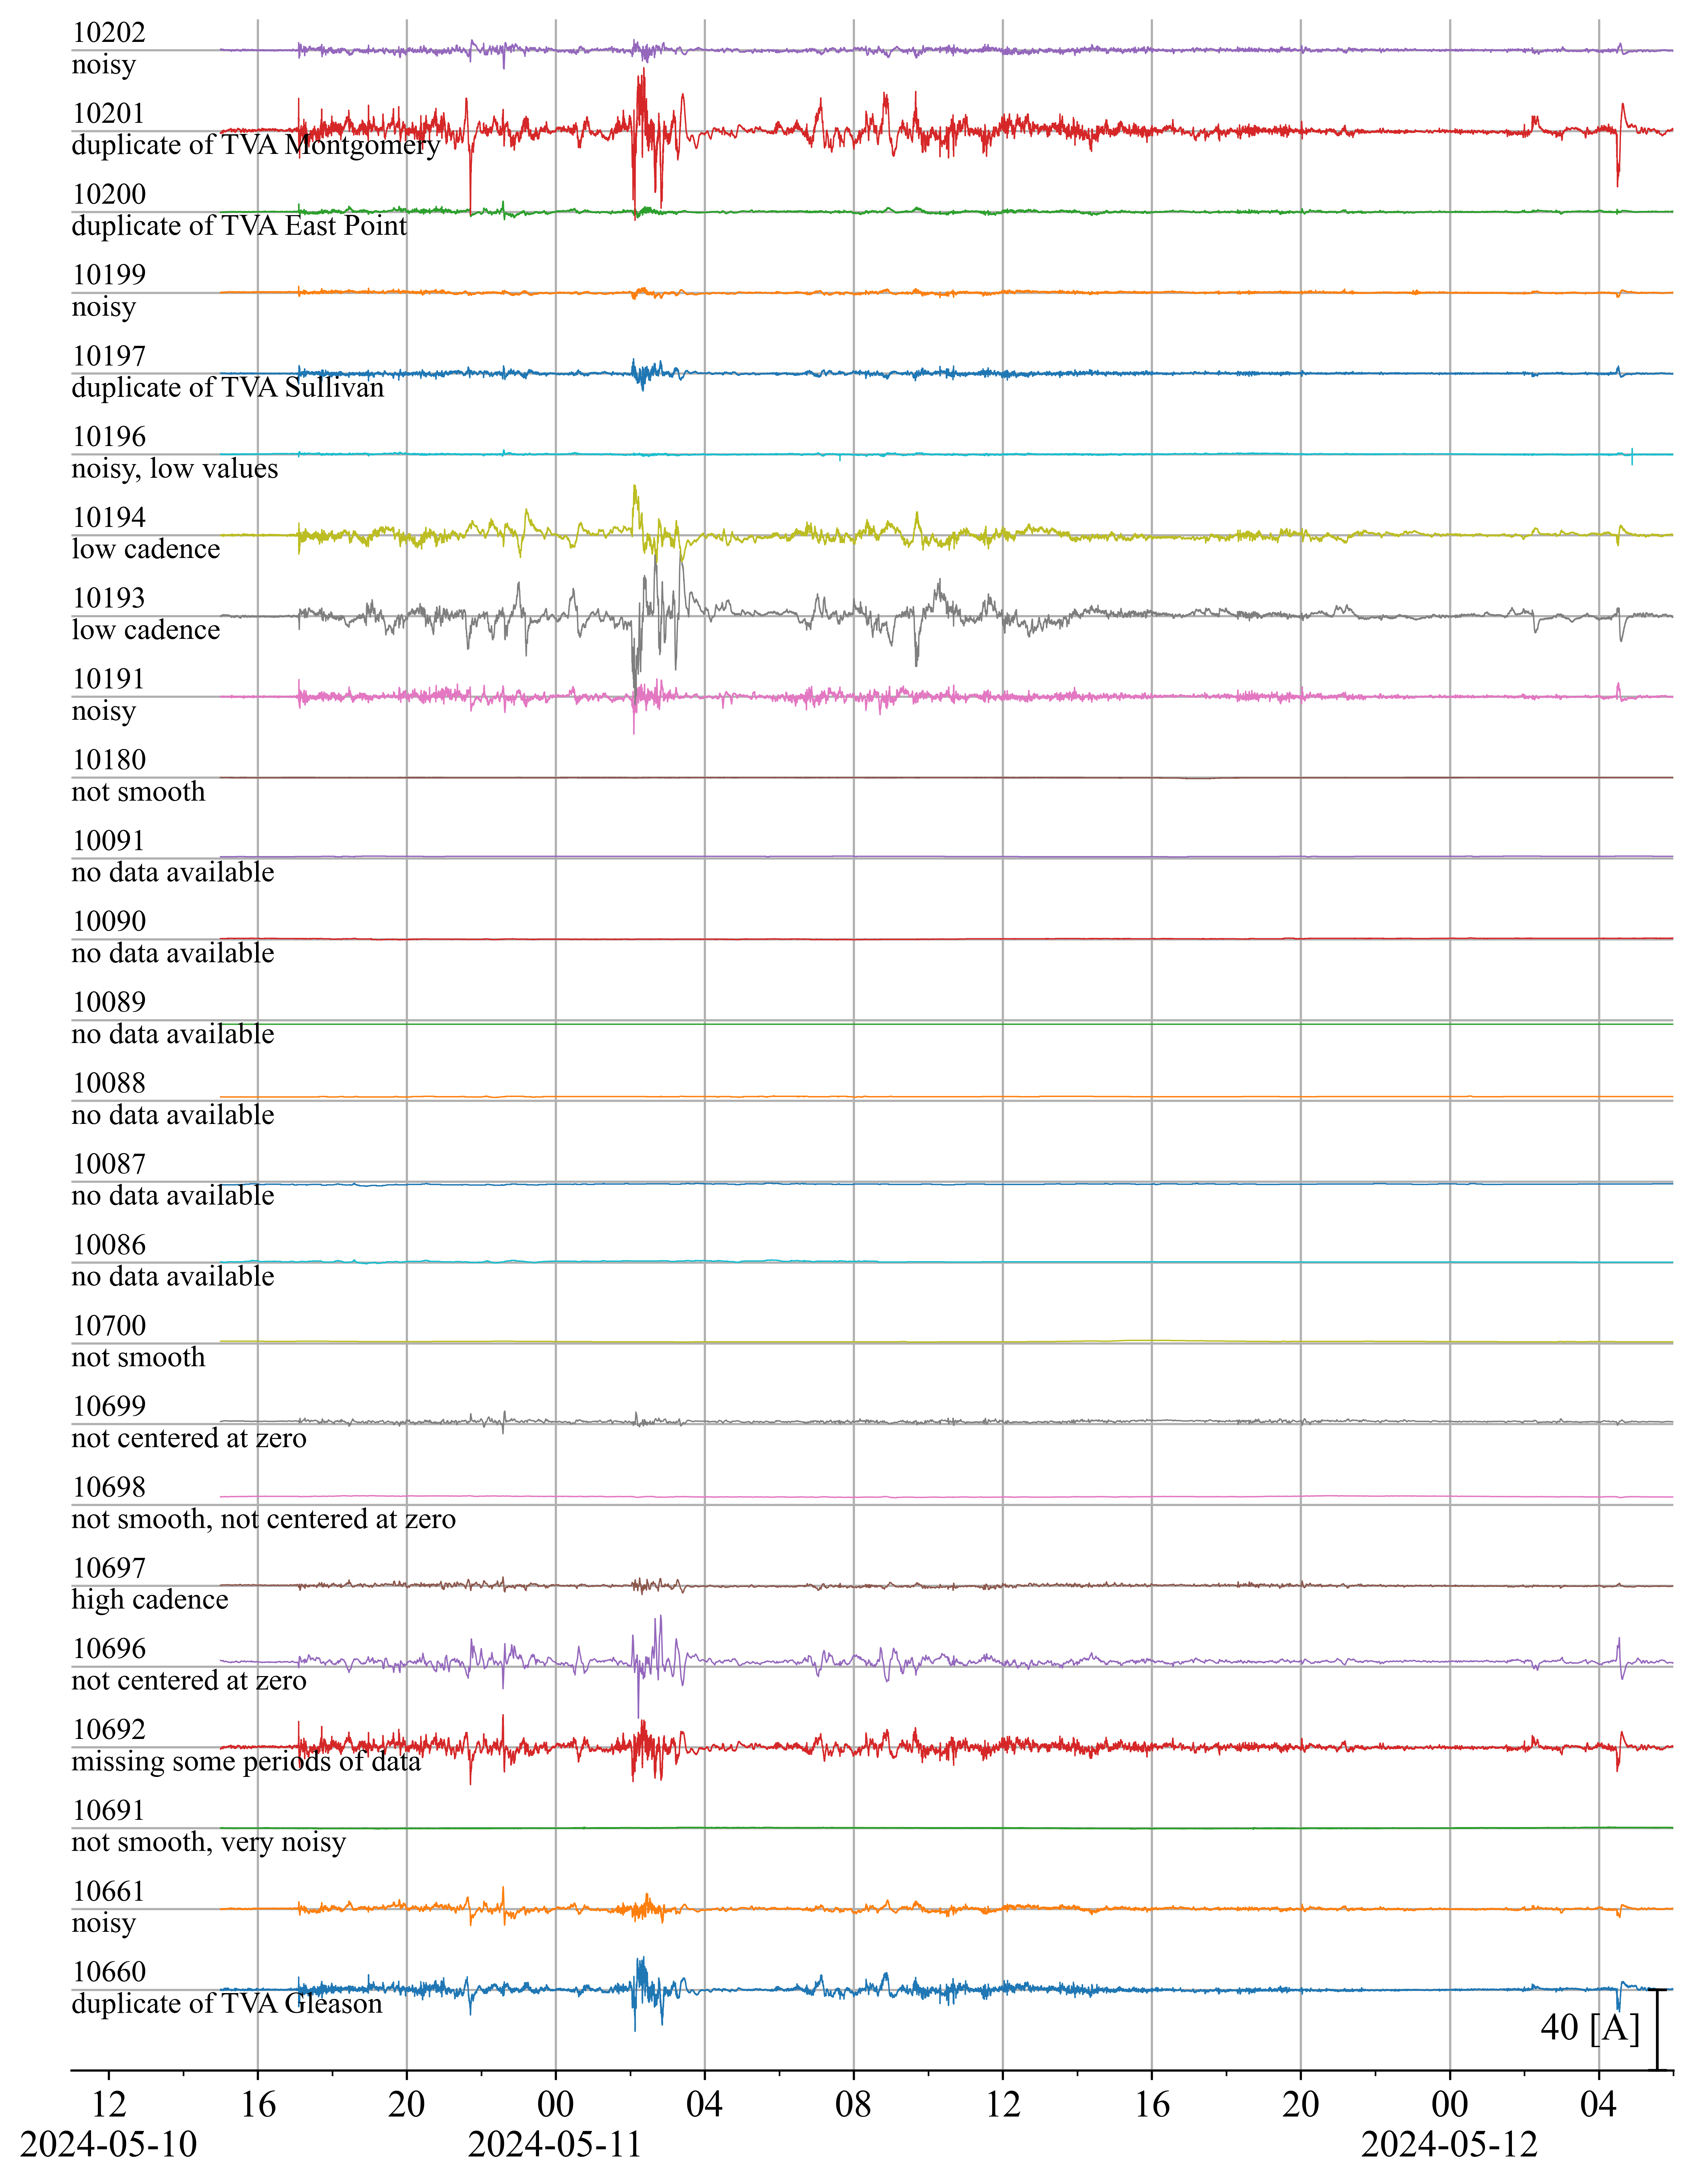 10202
noisy
10201
duplicate of TVA Montgomery
10200
duplicate of TVA East Point
10199
noisy
10197
duplicate of TVA Sullivan
10196
noisy, low values
10194
low cadence
10193
low cadence
10191
noisy
10180
not smooth
10091
no data available
10090
no data available
10089
no data available
10088
no data available
10087
no data available
10086
no data available
10700
not smooth
10699
not centered at zero
10698
not smooth, not centered at zero
10697
high cadence
10696
not centered at zero
10692
missing some periods of data
10691
not smooth, very noisy
10661
noisy
10660
duplicate of TVA Gleason
40 [A]
12 16 20 00 04 08 12 16 20 00 04
2024-05-10 2024-05-11 2024-05-12